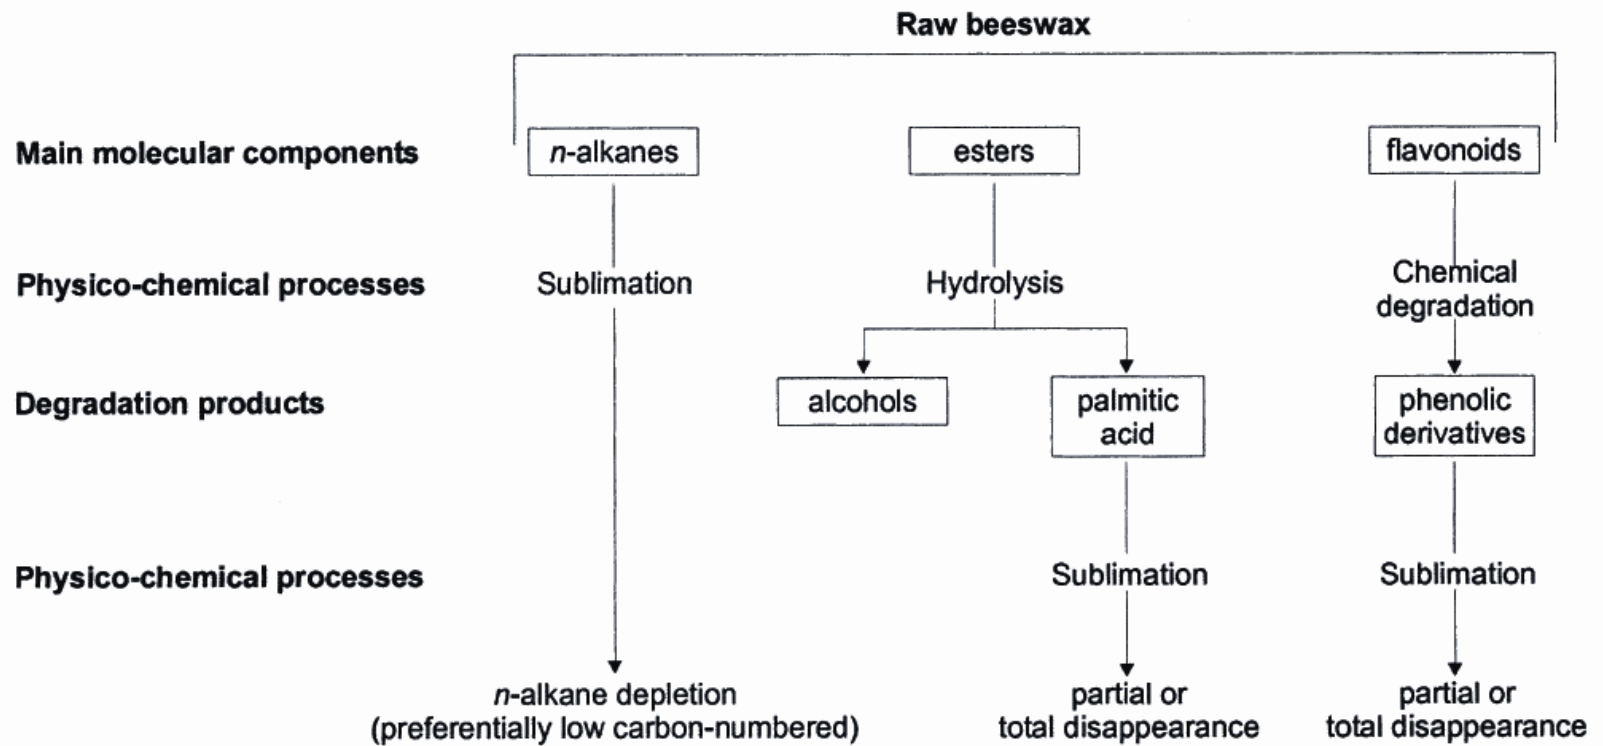 Raw beeswax
Main molecular components
n-alkanes
esters
flavonoids
Physico-chemical processes
Sublimation
Hydrolysis
Chemical
degradation
Degradation products
alcohols
palmitic
acid
phenolic
derivatives
Physico-chemical processes
Sublimation
Sublimation
n-alkane depletion
(preferentially low carbon-numbered)
partial or
total disappearance
partial or
total disappearance